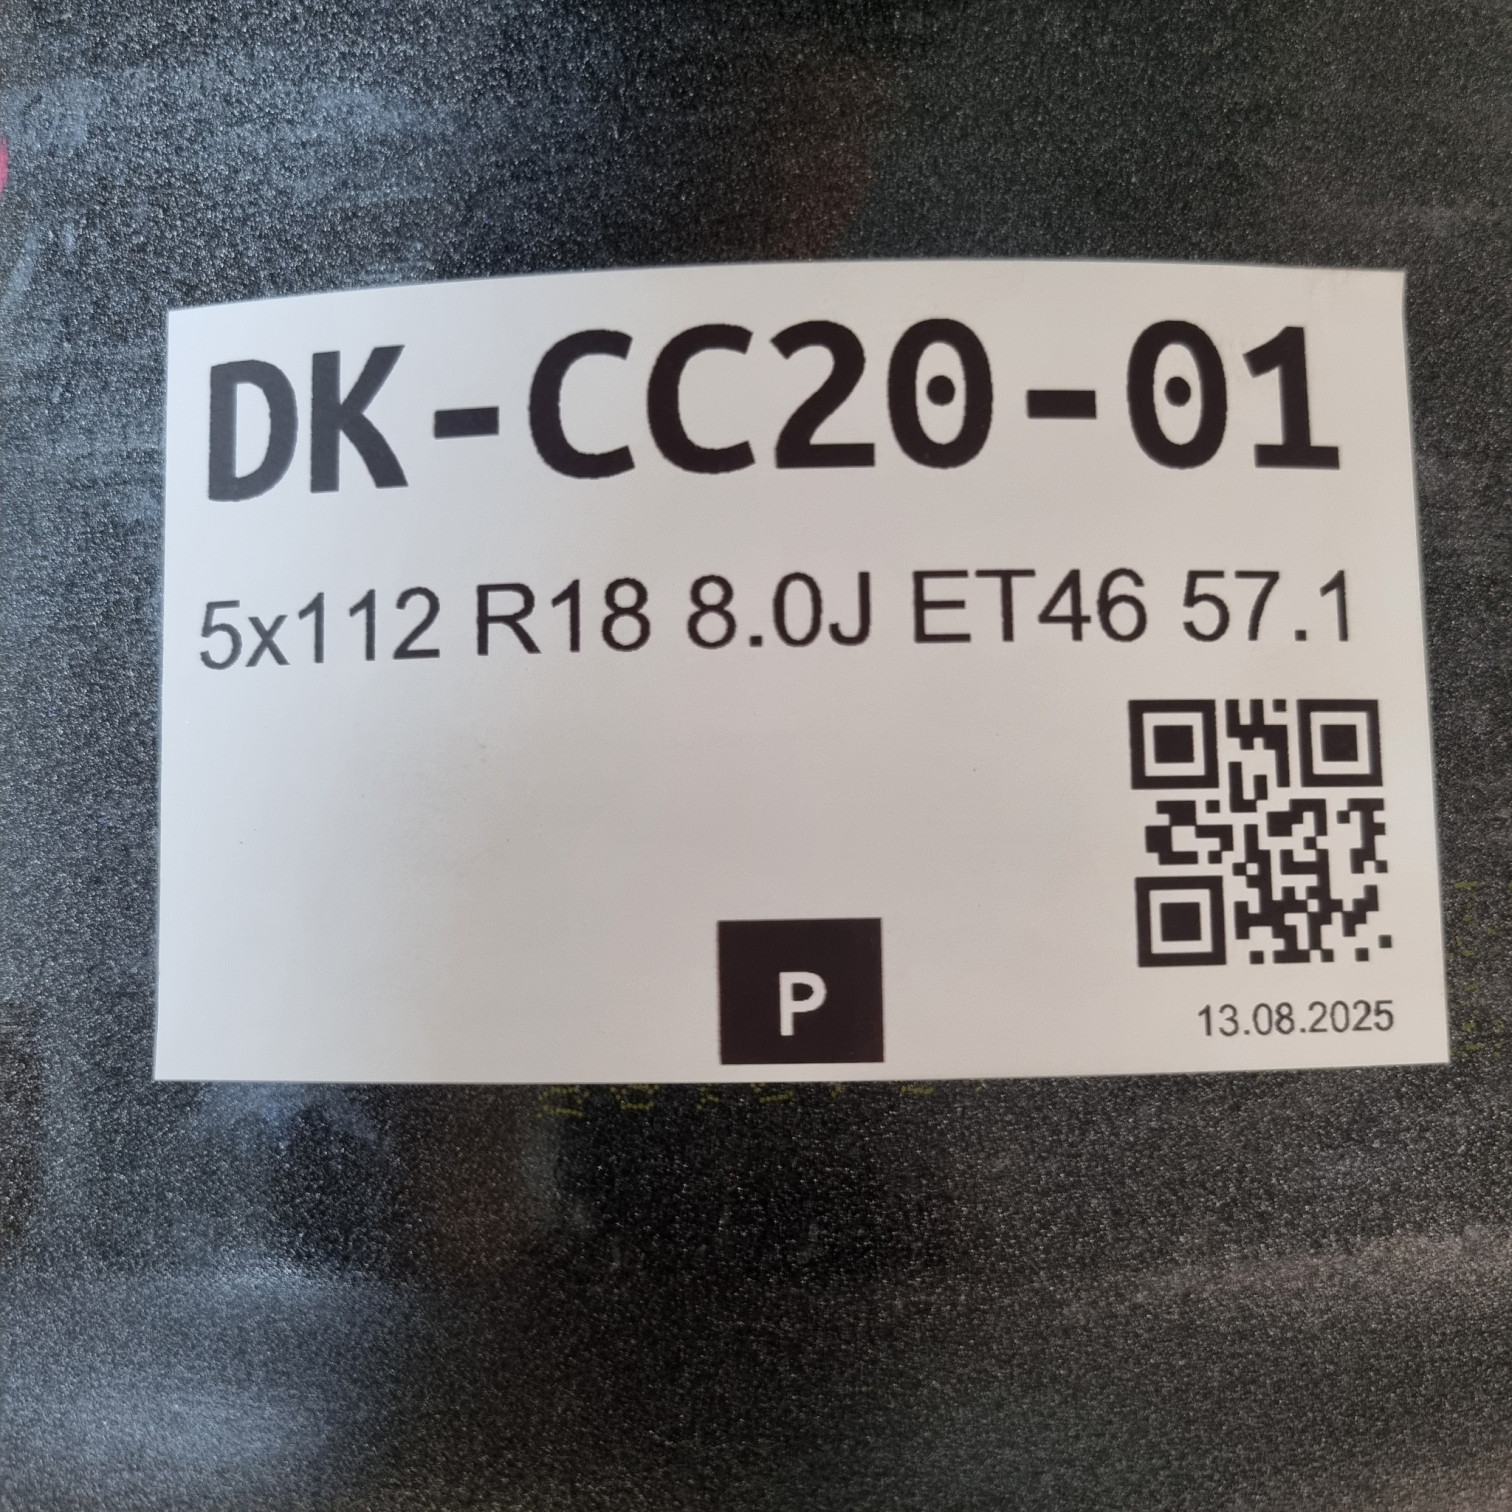 DK-CC20-01
5x112 R18 8.0J ET46 57.1
P
13.08.2025